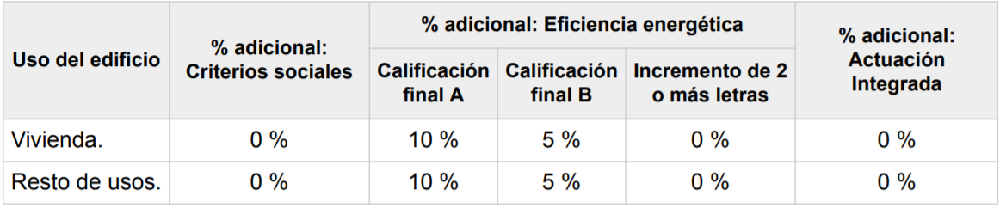 Uso del edificio
% adicional:
Criterios sociales
% adicional: Eficiencia energética
Calificación
final A
Calificación
final B
Incremento de 2
o más letras
% adicional:
Actuación
Integrada
Vivienda. 0 % 10 % 5 % 0 % 0 %
Resto de usos. 0 % 10 % 5 % 0 % 0 %